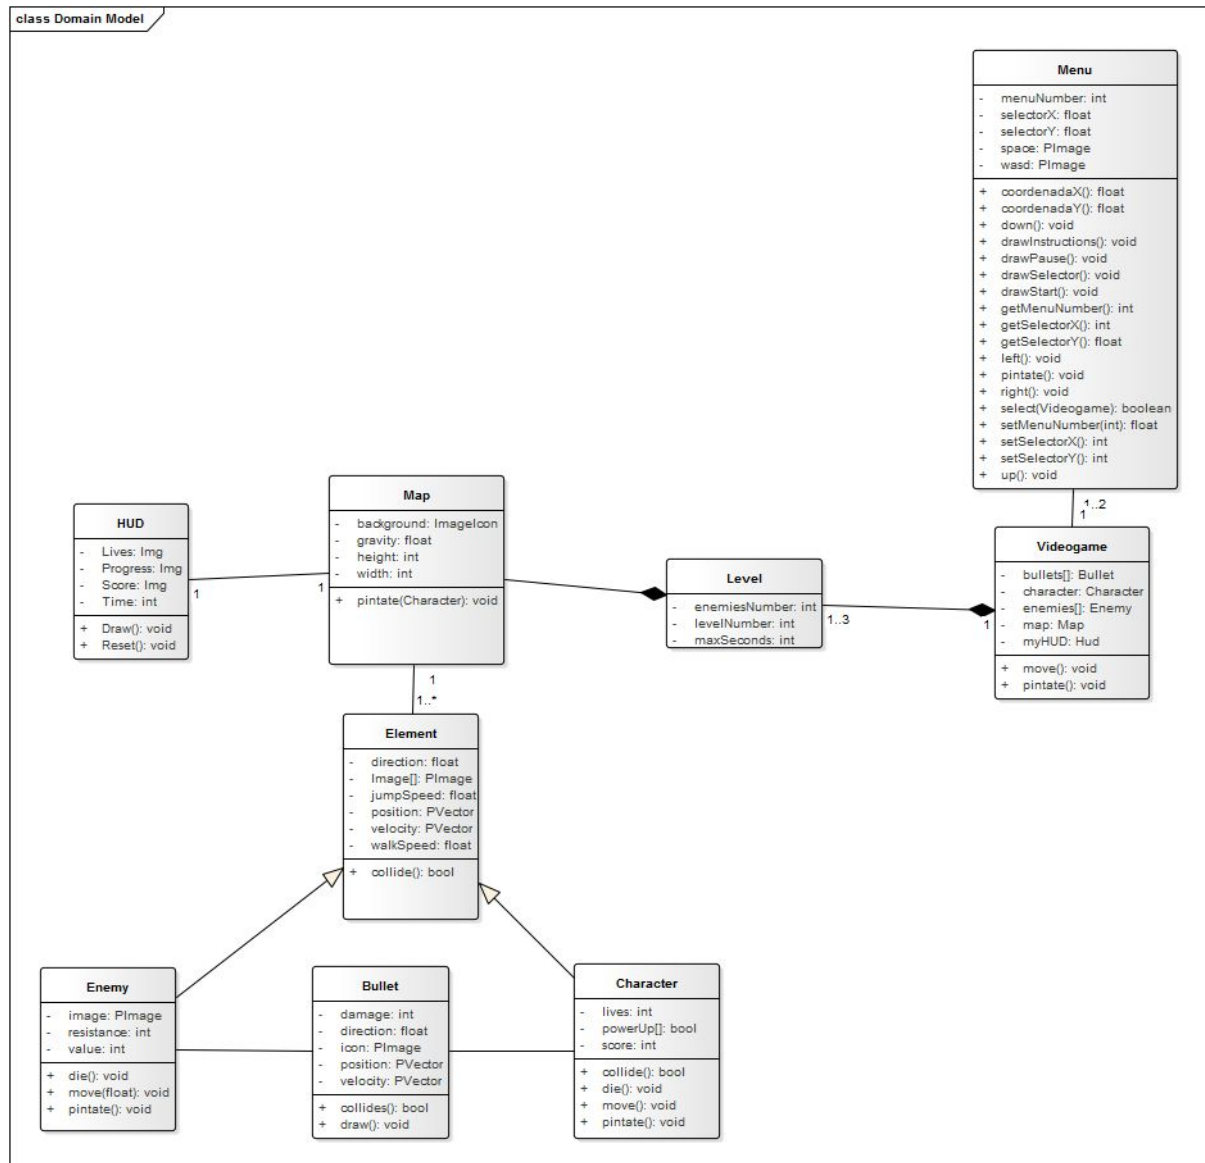 class Domain Model
Menu
- menuNumber: int
- selectorX: float
- selectorY: float
- space: PImage
- wasd: PImage
+ coordenadaX(): float
+ coordenadaY(): float
+ down(): void
+ drawInstructions(): void
+ drawPause(): void
+ drawSelector(): void
+ drawStart(): void
+ getMenuNumber(): int
+ getSelectorX(): int
+ getSelectorY(): float
+ left(): void
+ pintate(): void
+ right(): void
+ select(Videogame): boolean
+ setMenuNumber(int): float
+ setSelectorX(): int
+ setSelectorY(): int
+ up(): void
1..2
1
HUD
- Lives: Img
- Progress: Img
- Score: Img
- Time: int
+ Draw(): void
+ Reset(): void
1
1
Map
- background: ImageIcon
- gravity: float
- height: int
- width: int
+ pintate(Character): void
Level
- enemiesNumber: int
- levelNumber: int
- maxSeconds: int
1..3
1
Videogame
- bullets[]: Bullet
- character: Character
- enemies[]: Enemy
- map: Map
- myHUD: Hud
+ move(): void
+ pintate(): void
1
1..*
Element
- direction: float
- Image[]: PImage
- jumpSpeed: float
- position: PVector
- velocity: PVector
- walkSpeed: float
+ collide(): bool
Enemy
- image: PImage
- resistance: int
- value: int
+ die(): void
+ move(float): void
+ pintate(): void
Bullet
- damage: int
- direction: float
- icon: PImage
- position: PVector
- velocity: PVector
+ collides(): bool
+ draw(): void
Character
- lives: int
- powerUp[]: bool
- score: int
+ collide(): bool
+ die(): void
+ move(): void
+ pintate(): void